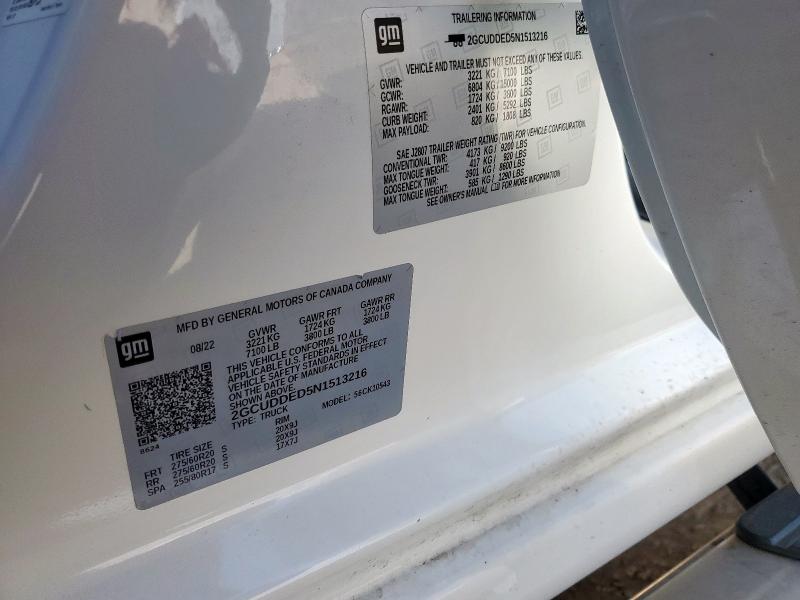 gm
TRAILERING INFORMATION
2GCUDDED5N1513216
VEHICLE AND TRAILER MUST NOT EXCEED ANY OF THESE VALUES.
GVWR: 3221 KG / 7100 LBS
GCWR: 6804 KG / 15000 LBS
RGAWR: 1724 KG / 3800 LBS
CURB WEIGHT: 2401 KG / 5292 LBS
MAX PAYLOAD: 820 KG / 1808 LBS
SAE J2807 TRAILER WEIGHT RATING (TWR) FOR VEHICLE CONFIGURATION.
CONVENTIONAL TWR: 4173 KG / 9200 LBS
MAX TONGUE WEIGHT: 417 KG / 920 LBS
GOOSENECK TWR: 3901 KG / 8600 LBS
MAX TONGUE WEIGHT: 585 KG / 1290 LBS
SEE OWNER'S MANUAL FOR MORE INFORMATION
gm
MFD BY GENERAL MOTORS OF CANADA COMPANY
08/22 GVWR GAWR FRT GAWR RR
3221 KG 1724 KG 1724 KG
7100 LB 3800 LB 3800 LB
THIS VEHICLE CONFORMS TO ALL
APPLICABLE U.S. FEDERAL MOTOR
VEHICLE SAFETY STANDARDS IN EFFECT
ON THE DATE OF MANUFACTURE
SHOWN ABOVE.
2GCUDDED5N1513216
TYPE: TRUCK MODEL: 56CK10543
8624
TIRE SIZE RIM
FRT 275/60R20 S 20X9J
RR 275/60R20 S 20X9J
SPA 255/80R17 S 17X7J